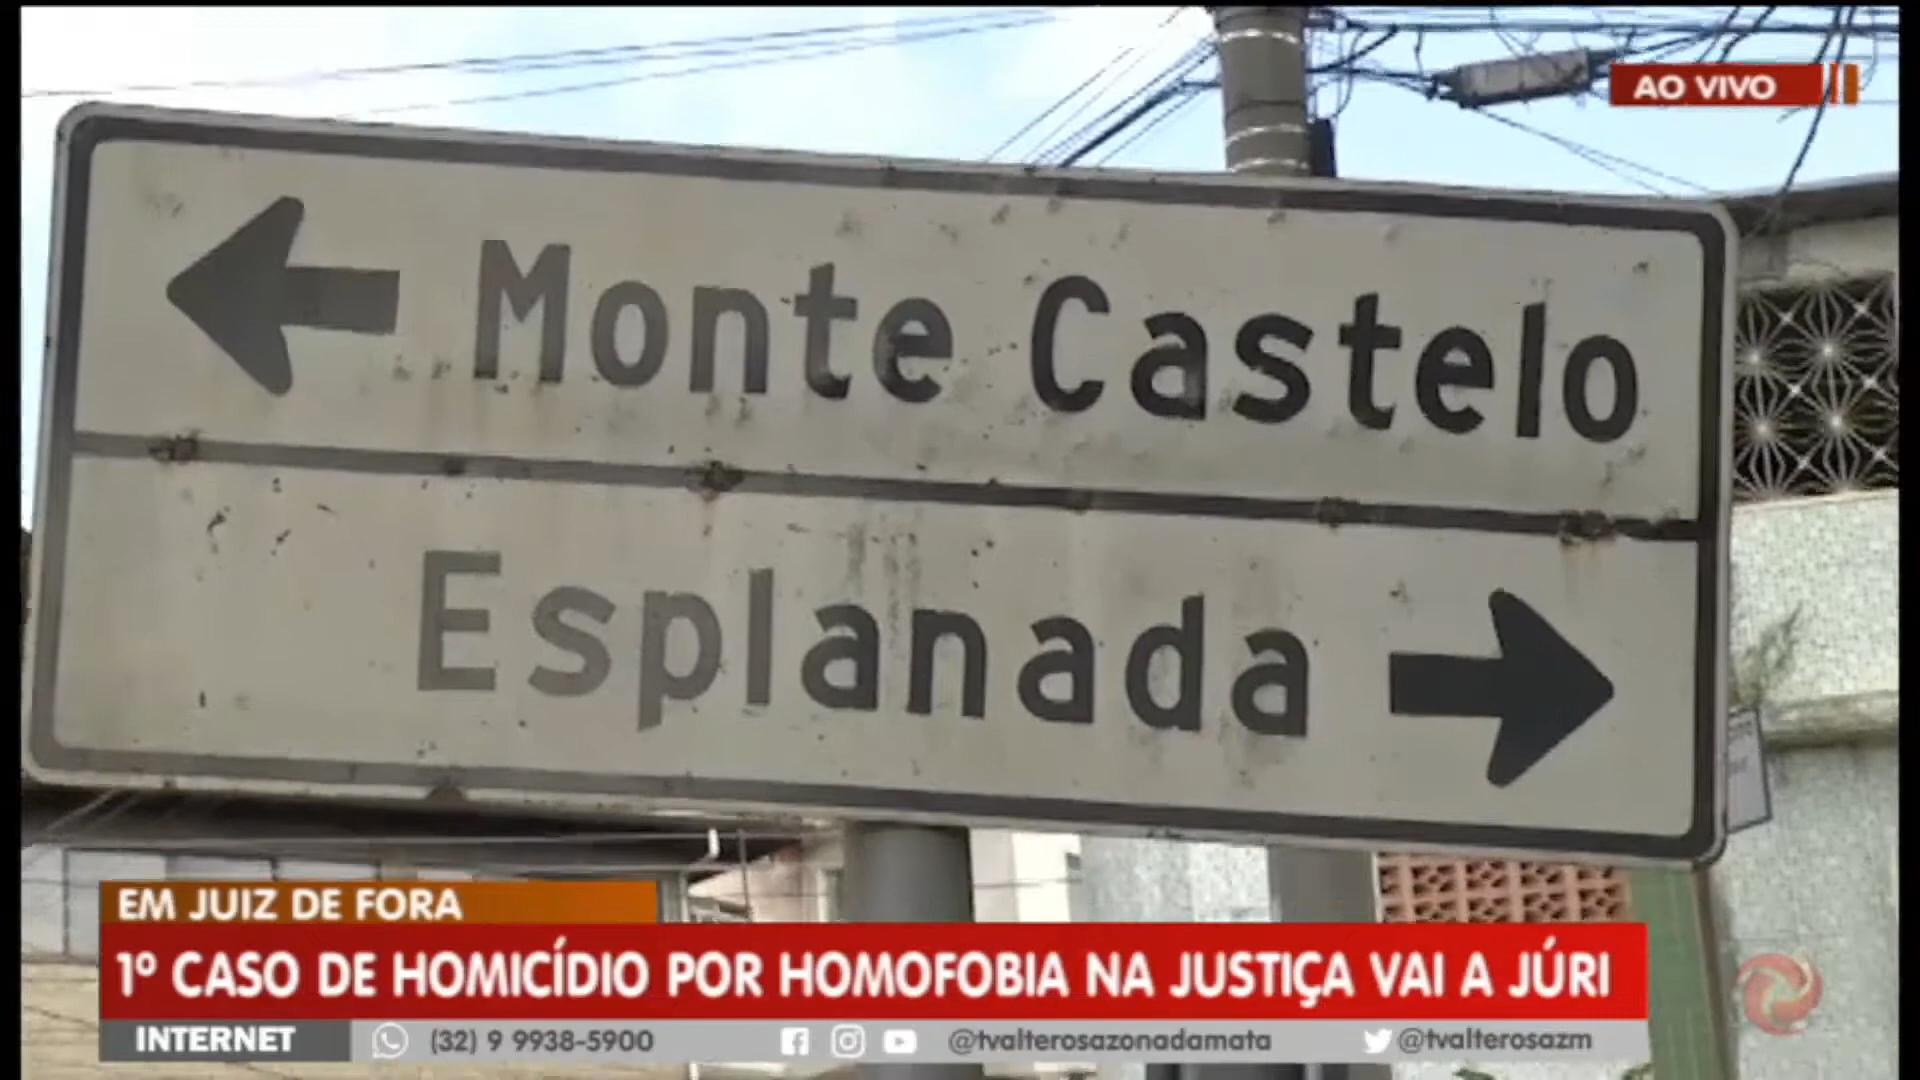 AO VIVO
Monte Castelo
Esplanada
EM JUIZ DE FORA
1º CASO DE HOMICÍDIO POR HOMOFOBIA NA JUSTIÇA VAI A JÚRI
INTERNET (32) 9 9938-5900 @tvalterosazonadamata @tvalterosazm